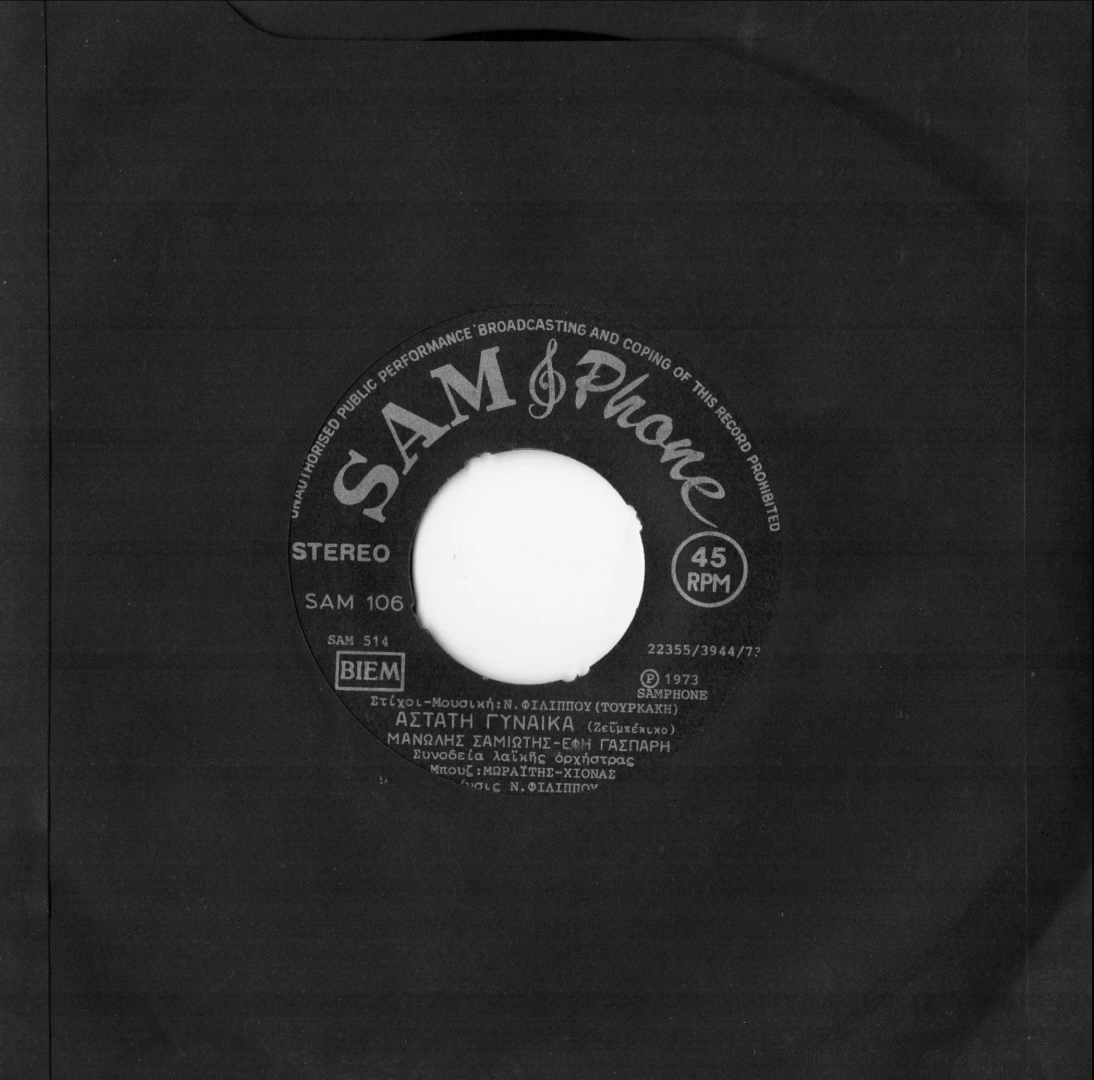 UNAUTHORISED PUBLIC PERFORMANCE BROADCASTING AND COPING OF THIS RECORD PROHIBITED
SAM Phone
STEREO
45
RPM
SAM 106
SAM 514
BIEM
22355/3944/73
Ⓟ 1973
SAMPHONE
Στίχοι-Μουσική:Ν.ΦΙΛΙΠΠΟΥ(ΤΟΥΡΚΑΚΗ)
ΑΣΤΑΤΗ ΓΥΝΑΙΚΑ (Ζεϊμπέκικο)
ΜΑΝΩΛΗΣ ΣΑΜΙΩΤΗΣ-ΕΦΗ ΓΑΣΠΑΡΗ
Συνοδεία λαϊκῆς ὀρχήστρας
Μπουζ:ΜΩΡΑΪΤΗΣ-ΧΙΟΝΑΣ
Ν.ΦΙΛΙΠΠΟΥ